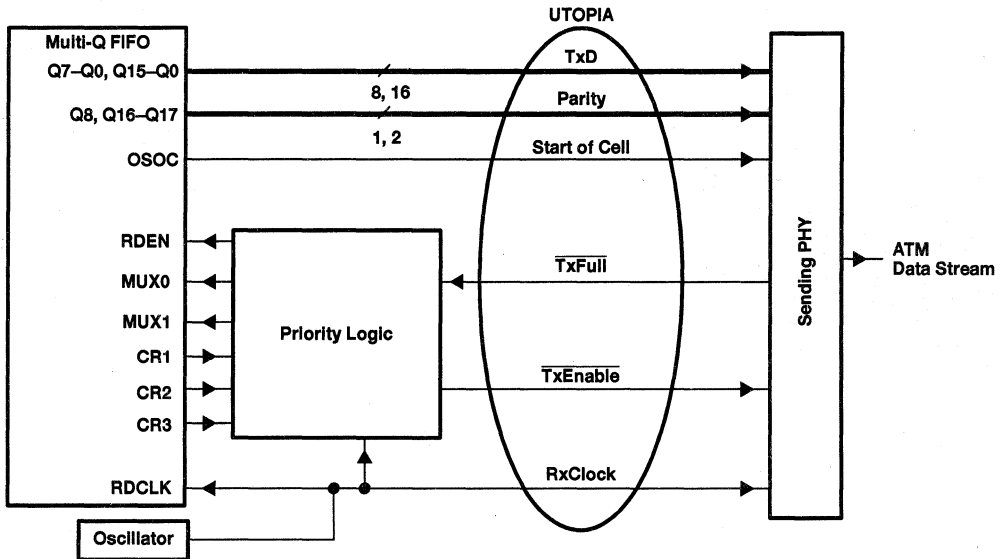 UTOPIA
Multi-Q FIFO
Q7–Q0, Q15–Q0
TxD
8, 16
Q8, Q16–Q17
Parity
1, 2
OSOC
Start of Cell
RDEN
MUX0
TxFull
MUX1
Priority Logic
CR1
CR2
TxEnable
CR3
RDCLK
RxClock
Oscillator
Sending PHY
ATM
Data Stream